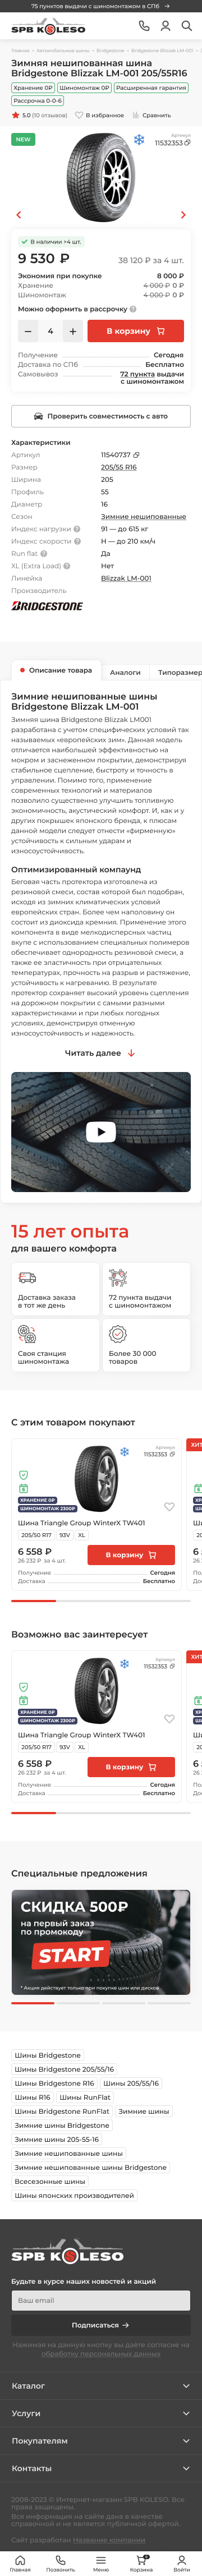 75 пунктов выдачи с шиномонтажом в СПб →
SPB KOLESO
Главная • Автомобильные шины • Bridgestone • Bridgestone Blizzak LM-001
Зимняя нешипованная шина
Bridgestone Blizzak LM-001 205/55R16
Хранение 0₽
Шиномонтаж 0₽
Расширенная гарантия
Рассрочка 0-0-6
5.0 (10 отзывов)
В избранное
Сравнить
NEW
Артикул
11532353
В наличии >4 шт.
9 530 ₽
38 120 ₽ за 4 шт.
Экономия при покупке 8 000 ₽
Хранение 4 000 ₽ 0 ₽
Шиномонтаж 4 000 ₽ 0 ₽
Можно оформить в рассрочку ?
− 4 +
В корзину
Получение Сегодня
Доставка по СПб Бесплатно
Самовывоз 72 пункта выдачи
с шиномонтажом
Проверить совместимость с авто
Характеристики
Артикул 11540737
Размер 205/55 R16
Ширина 205
Профиль 55
Диаметр 16
Сезон Зимние нешипованные
Индекс нагрузки ? 91 — до 615 кг
Индекс скорости ? H — до 210 км/ч
Run flat ? Да
XL (Extra Load) ? Нет
Линейка Blizzak LM-001
Производитель
BRIDGESTONE
Описание товара
Аналоги
Типоразмер
Зимние нешипованные шины
Bridgestone Blizzak LM-001
Зимняя шина Bridgestone Blizzak LM001
разработана с учетом условий так
называемых «европейских» зим. Данная модель
отличается небывалой эффективностью на
мокром и заснеженном покрытии, демонстрируя
стабильное сцепление, быстроту и точность в
управлении. Помимо этого, применение
современных технологий и материалов
позволило существенно улучшить топливную
экономичность, акустический комфорт. И, как и у
других покрышек этого производителя, рисунок
данной модели следует отнести к «фирменному»
устойчивость к сильным ударам и
износоустойчивость.
Оптимизированный компаунд
Беговая часть протектора изготовлена из
резиновой смеси, состав которой был подобран,
исходя из зимних климатических условий
европейских стран. Более равномерному
наполнению полимера способствует применение
компонента в виде мелкодисперсных частиц
вкупе с использованием специальных полимеров
обеспечивает однородность резиновой смеси, а
также ее эластичность при отрицательных
температурах, прочность на разрыв и растяжение,
устойчивость к нагреванию. В результате
протектор сохраняет высокий уровень сцепления
на дорожном покрытии с самыми разными
характеристиками и при любых погодных
условиях, демонстрируя отменную
износоустойчивость и надежность.
Читать далее
15 лет опыта
для вашего комфорта
Доставка заказа
в тот же день
72 пункта выдачи
с шиномонтажом
Своя станция
шиномонтажа
Более 30 000
товаров
С этим товаром покупают
Артикул
11532353
ХИТ
ХРАНЕНИЕ 0₽
ШИНОМОНТАЖ 2300₽
Шина Triangle Group WinterX TW401
205/50 R17 93V XL
6 558 ₽
26 232 ₽ за 4 шт.
В корзину
Получение Сегодня
Доставка Бесплатно
Возможно вас заинтересует
Артикул
11532353
ХИТ
ХРАНЕНИЕ 0₽
ШИНОМОНТАЖ 2300₽
Шина Triangle Group WinterX TW401
205/50 R17 93V XL
6 558 ₽
26 232 ₽ за 4 шт.
В корзину
Получение Сегодня
Доставка Бесплатно
Специальные предложения
СКИДКА 500₽
на первый заказ
по промокоду
START
* Акция действует только при покупке шин или дисков
Шины Bridgestone
Шины Bridgestone 205/55/16
Шины Bridgestone R16
Шины 205/55/16
Шины R16
Шины RunFlat
Шины Bridgestone RunFlat
Зимние шины
Зимние шины Bridgestone
Зимние шины 205-55-16
Зимние нешипованные шины
Зимние нешипованные шины Bridgestone
Всесезонные шины
Шины японских производителей
SPB KOLESO
Будьте в курсе наших новостей и акций
Ваш email
Подписаться →
Нажимая на данную кнопку вы даете согласие на
обработку персональных данных
Каталог
Услуги
Покупателям
Контакты
2008-2023 © Интернет-магазин SPB KOLESO. Все
права защищены.
Вся информация на сайте дана в качестве
справочной и не является публичной офертой.
Сайт разработан Название компании
Главная
Позвонить
Меню
Корзина
Войти